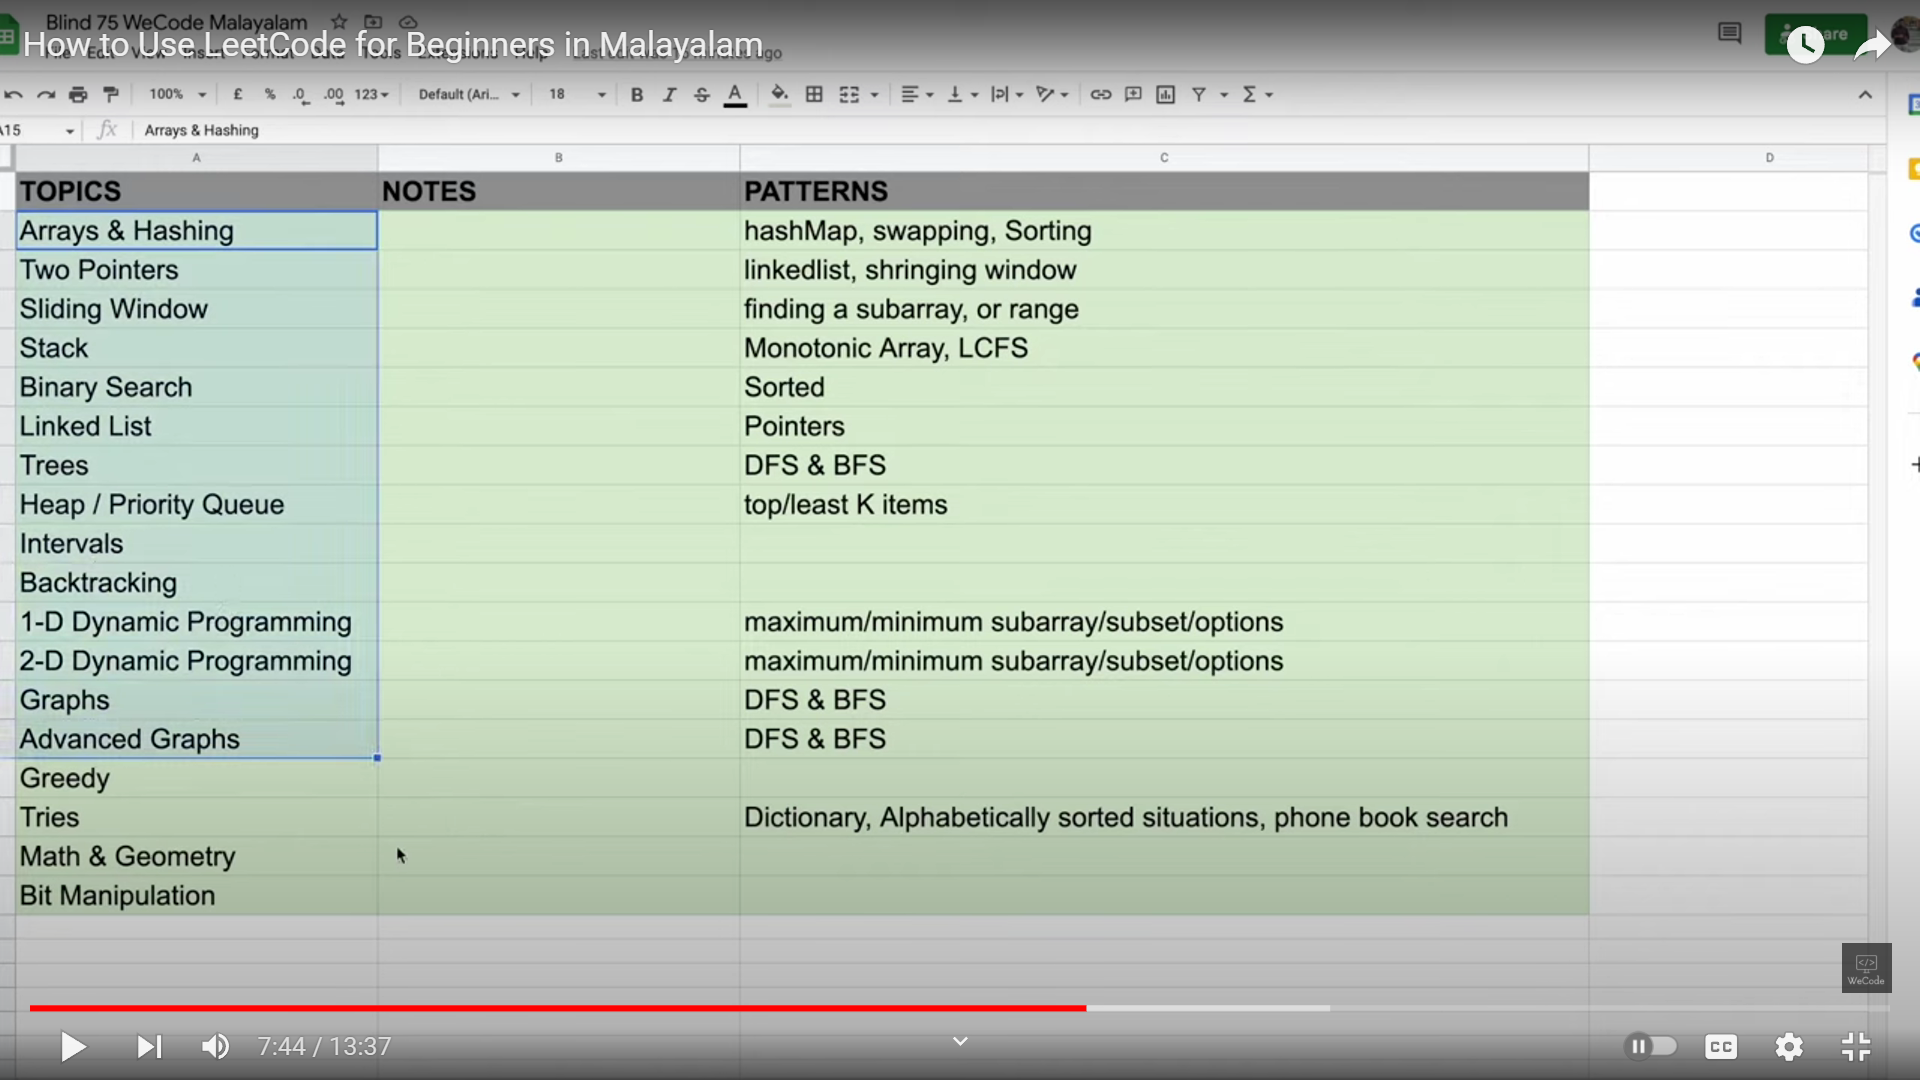 Blind 75 WeCode Malayalam
How to Use LeetCode for Beginners in Malayalam
100% £ % .0 .00 123 Default (Ari... 18 B I S A
A15 fx Arrays & Hashing
A B C D
TOPICS NOTES PATTERNS
Arrays & Hashing hashMap, swapping, Sorting
Two Pointers linkedlist, shringing window
Sliding Window finding a subarray, or range
Stack Monotonic Array, LCFS
Binary Search Sorted
Linked List Pointers
Trees DFS & BFS
Heap / Priority Queue top/least K items
Intervals
Backtracking
1-D Dynamic Programming maximum/minimum subarray/subset/options
2-D Dynamic Programming maximum/minimum subarray/subset/options
Graphs DFS & BFS
Advanced Graphs DFS & BFS
Greedy
Tries Dictionary, Alphabetically sorted situations, phone book search
Math & Geometry
Bit Manipulation
</> WeCode
7:44 / 13:37 CC